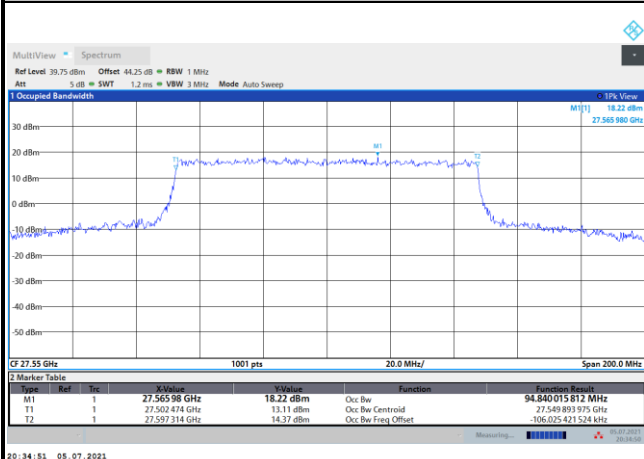 MultiView Spectrum
Ref Level 39.75 dBm Offset 44.25 dB RBW 1 MHz
Att 5 dB SWT 1.2 ms VBW 3 MHz Mode Auto Sweep
1 Occupied Bandwidth 1Pk View
M1[1] 18.22 dBm
27.565 980 GHz
30 dBm
M1
20 dBm
T1 T2
10 dBm
0 dBm
-10 dBm
-20 dBm
-30 dBm
-40 dBm
-50 dBm
CF 27.55 GHz 1001 pts 20.0 MHz/ Span 200.0 MHz
2 Marker Table
Type Ref Trc X-Value Y-Value Function Function Result
M1 1 27.565 98 GHz 18.22 dBm Occ Bw 94.840 015 812 MHz
T1 1 27.502 474 GHz 13.11 dBm Occ Bw Centroid 27.549 893 975 GHz
T2 1 27.597 314 GHz 14.37 dBm Occ Bw Freq Offset -106.025 421 524 kHz
Measuring... 05.07.2021
20:34:50
20:34:51 05.07.2021